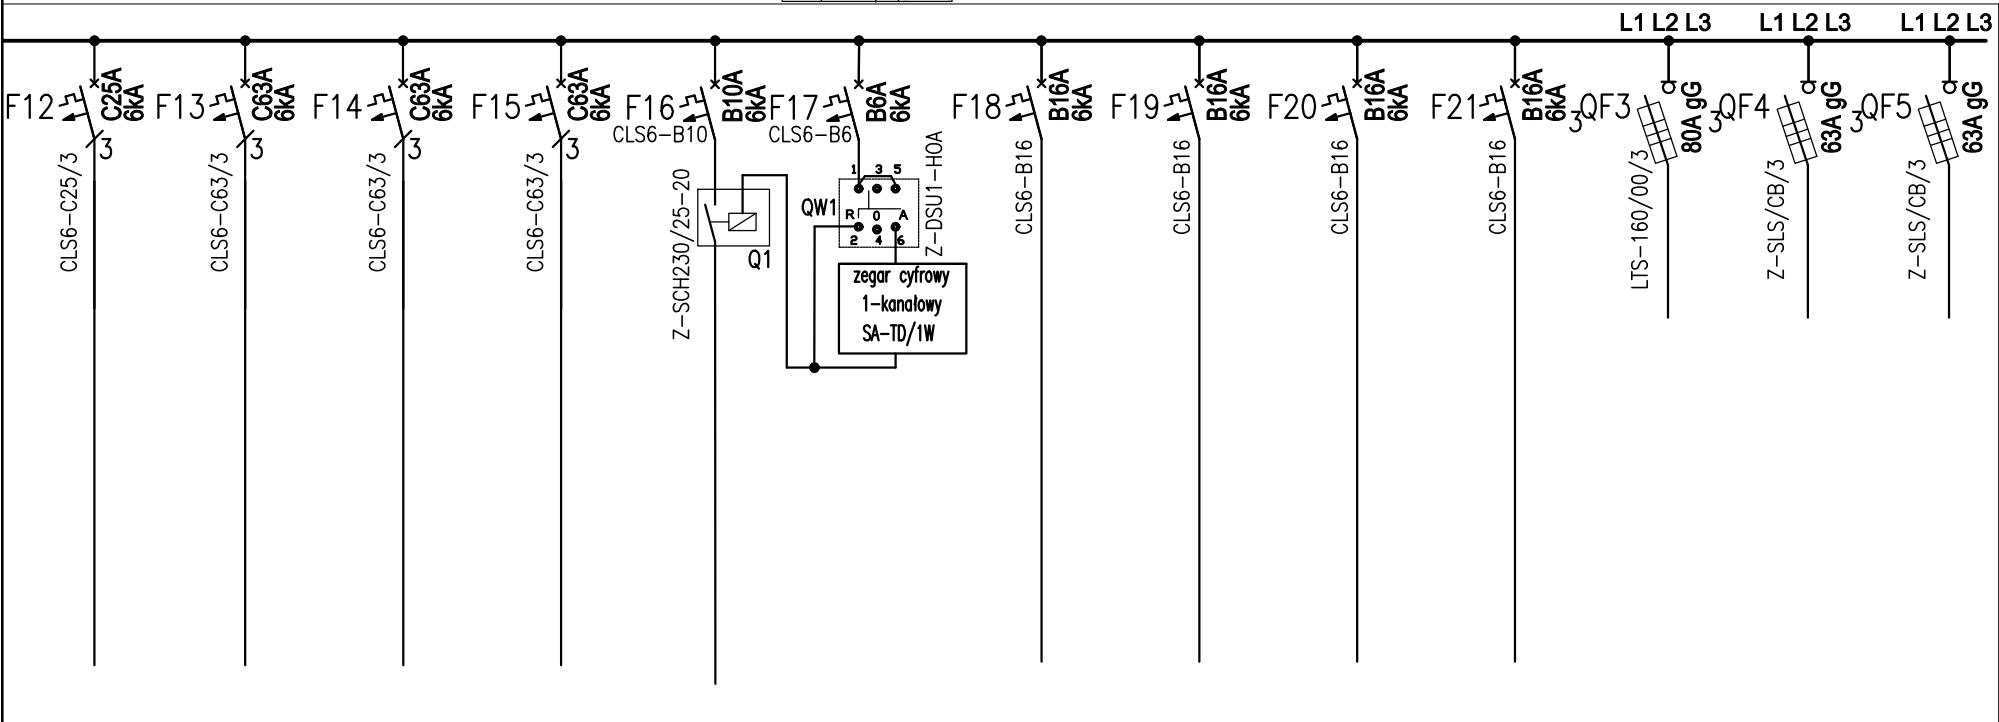 L1 L2 L3
L1 L2 L3
L1 L2 L3
F12
C25A
6kA
3
CLS6-C25/3
F13
C63A
6kA
3
CLS6-C63/3
F14
C63A
6kA
3
CLS6-C63/3
F15
C63A
6kA
3
CLS6-C63/3
F16
B10A
6kA
CLS6-B10
Z-SCH230/25-20
Q1
F17
B6A
6kA
CLS6-B6
1 3 5
QW1
R 0 A
2 4 6
Z-DSU1-HOA
zegar cyfrowy
1-kanałowy
SA-TD/1W
F18
B16A
6kA
CLS6-B16
F19
B16A
6kA
CLS6-B16
F20
B16A
6kA
CLS6-B16
F21
B16A
6kA
CLS6-B16
3
QF3
80A gG
LTS-160/00/3
3
QF4
63A gG
Z-SLS/CB/3
3
QF5
63A gG
Z-SLS/CB/3